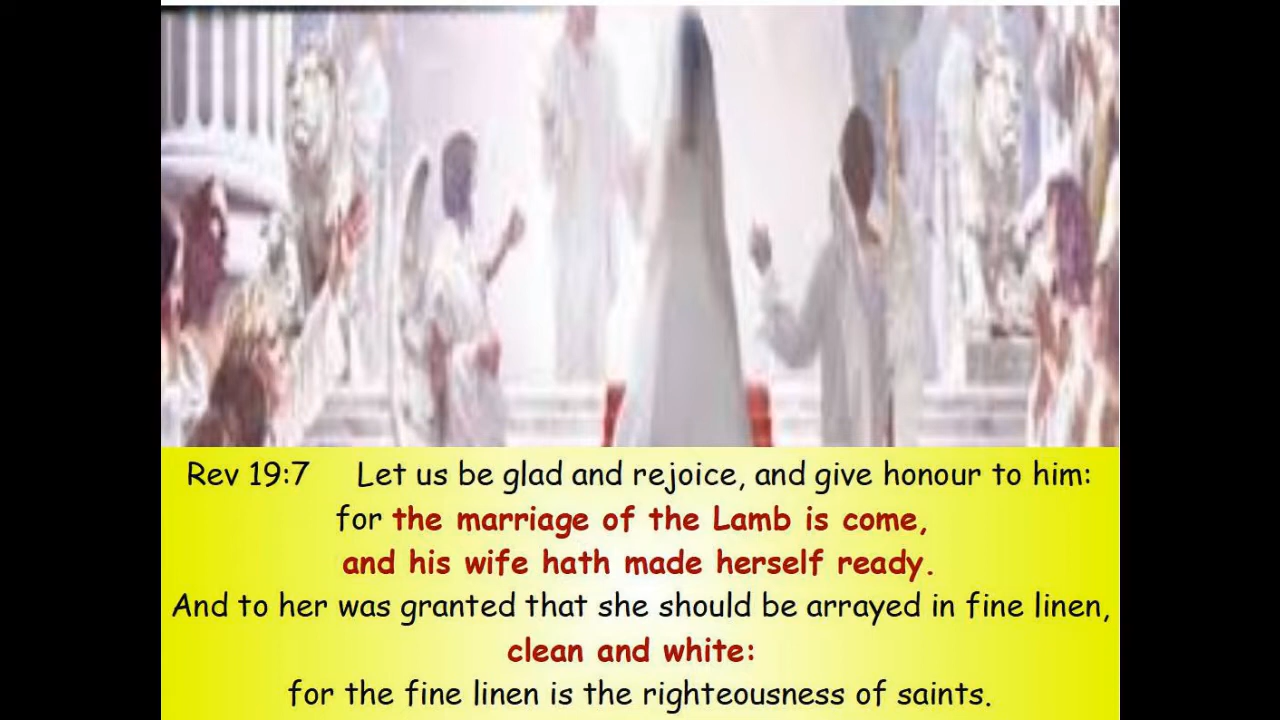 Rev 19:7 Let us be glad and rejoice, and give honour to him:
for the marriage of the Lamb is come,
and his wife hath made herself ready.
And to her was granted that she should be arrayed in fine linen,
clean and white:
for the fine linen is the righteousness of saints.